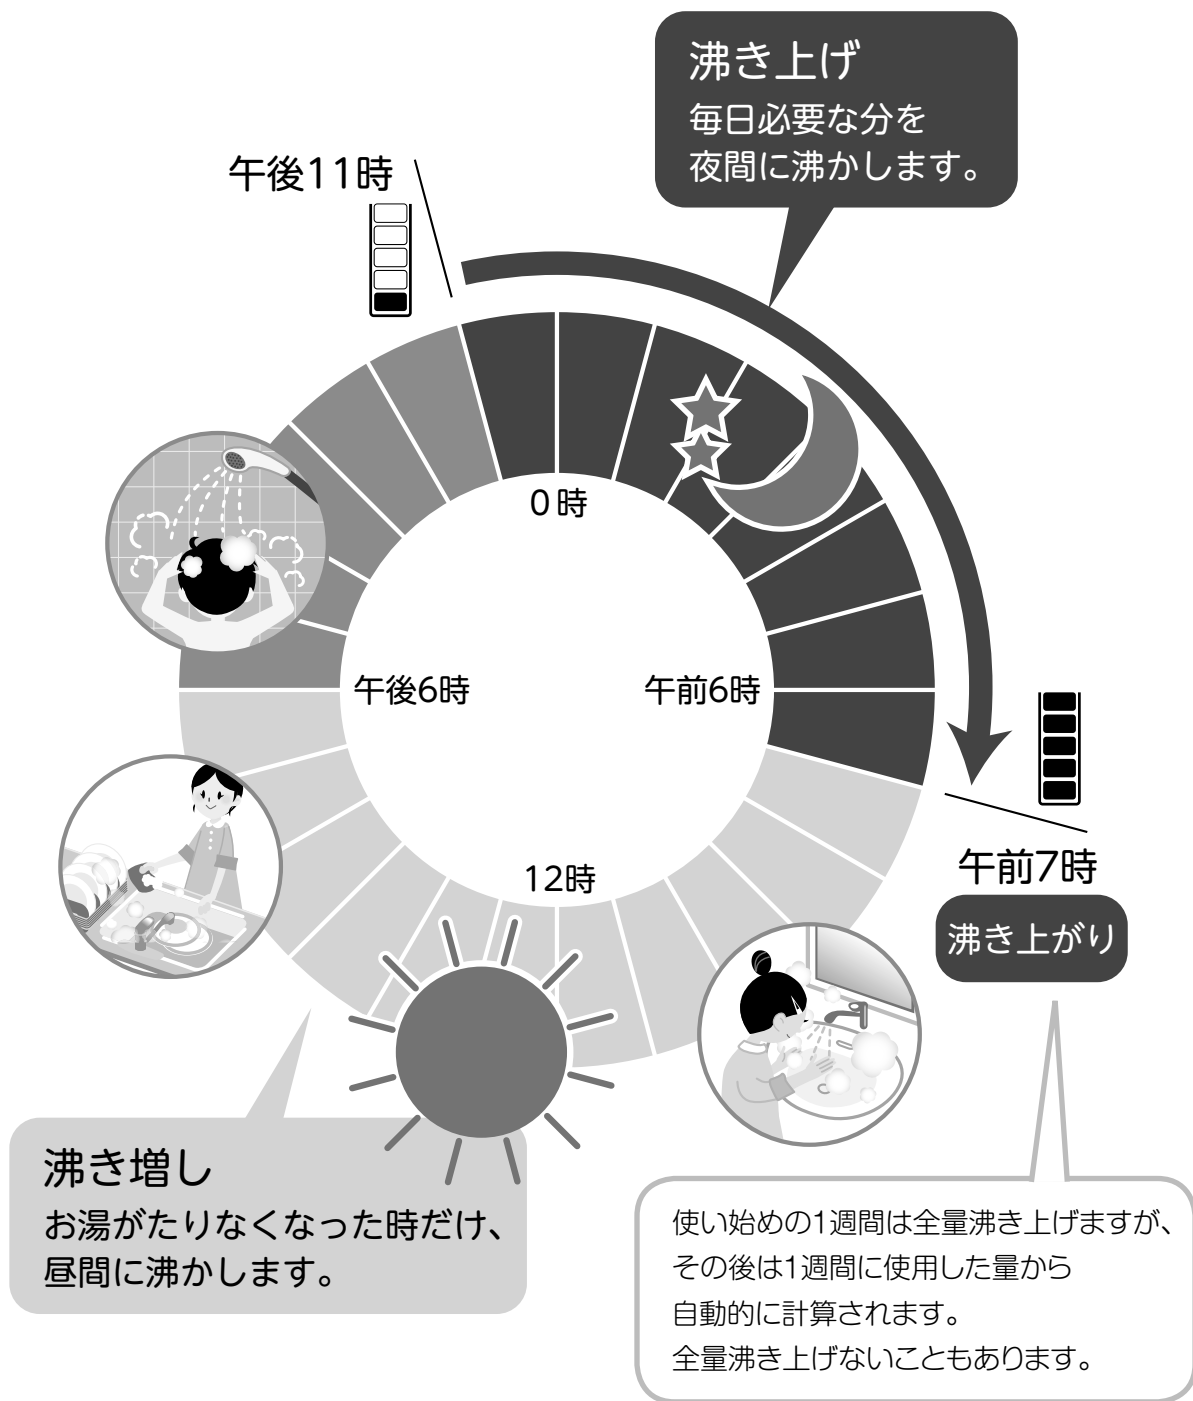 沸き上げ
毎日必要な分を
夜間に沸かします。
午後11時
0時
午後6時
午前6時
12時
午前7時
沸き上がり
沸き増し
お湯がたりなくなった時だけ、
昼間に沸かします。
使い始めの1週間は全量沸き上げますが、
その後は1週間に使用した量から
自動的に計算されます。
全量沸き上げないこともあります。